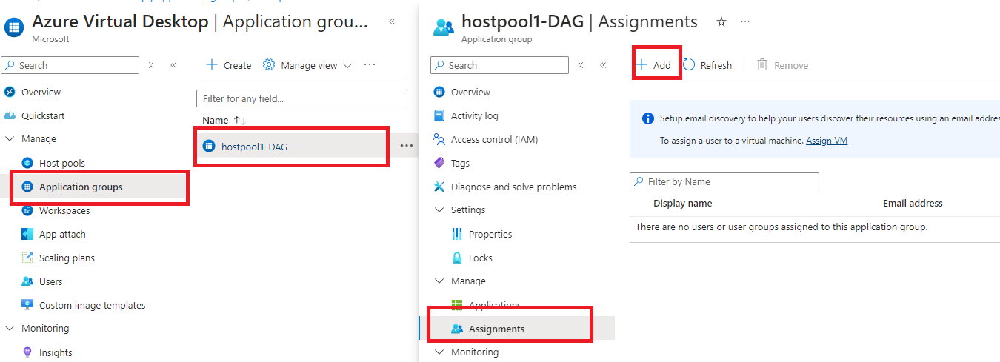 Azure Virtual Desktop | Application grou...
Microsoft
Search
Overview
Quickstart
Manage
Host pools
Application groups
Workspaces
App attach
Scaling plans
Users
Custom image templates
Monitoring
Insights
Create
Manage view
Filter for any field...
Name
hostpool1-DAG
hostpool1-DAG | Assignments
Application group
Search
Overview
Activity log
Access control (IAM)
Tags
Diagnose and solve problems
Settings
Properties
Locks
Manage
Applications
Assignments
Monitoring
Add
Refresh
Remove
Setup email discovery to help your users discover their resources using an email addre
To assign a user to a virtual machine. Assign VM
Filter by Name
Display name Email address
There are no users or user groups assigned to this application group.